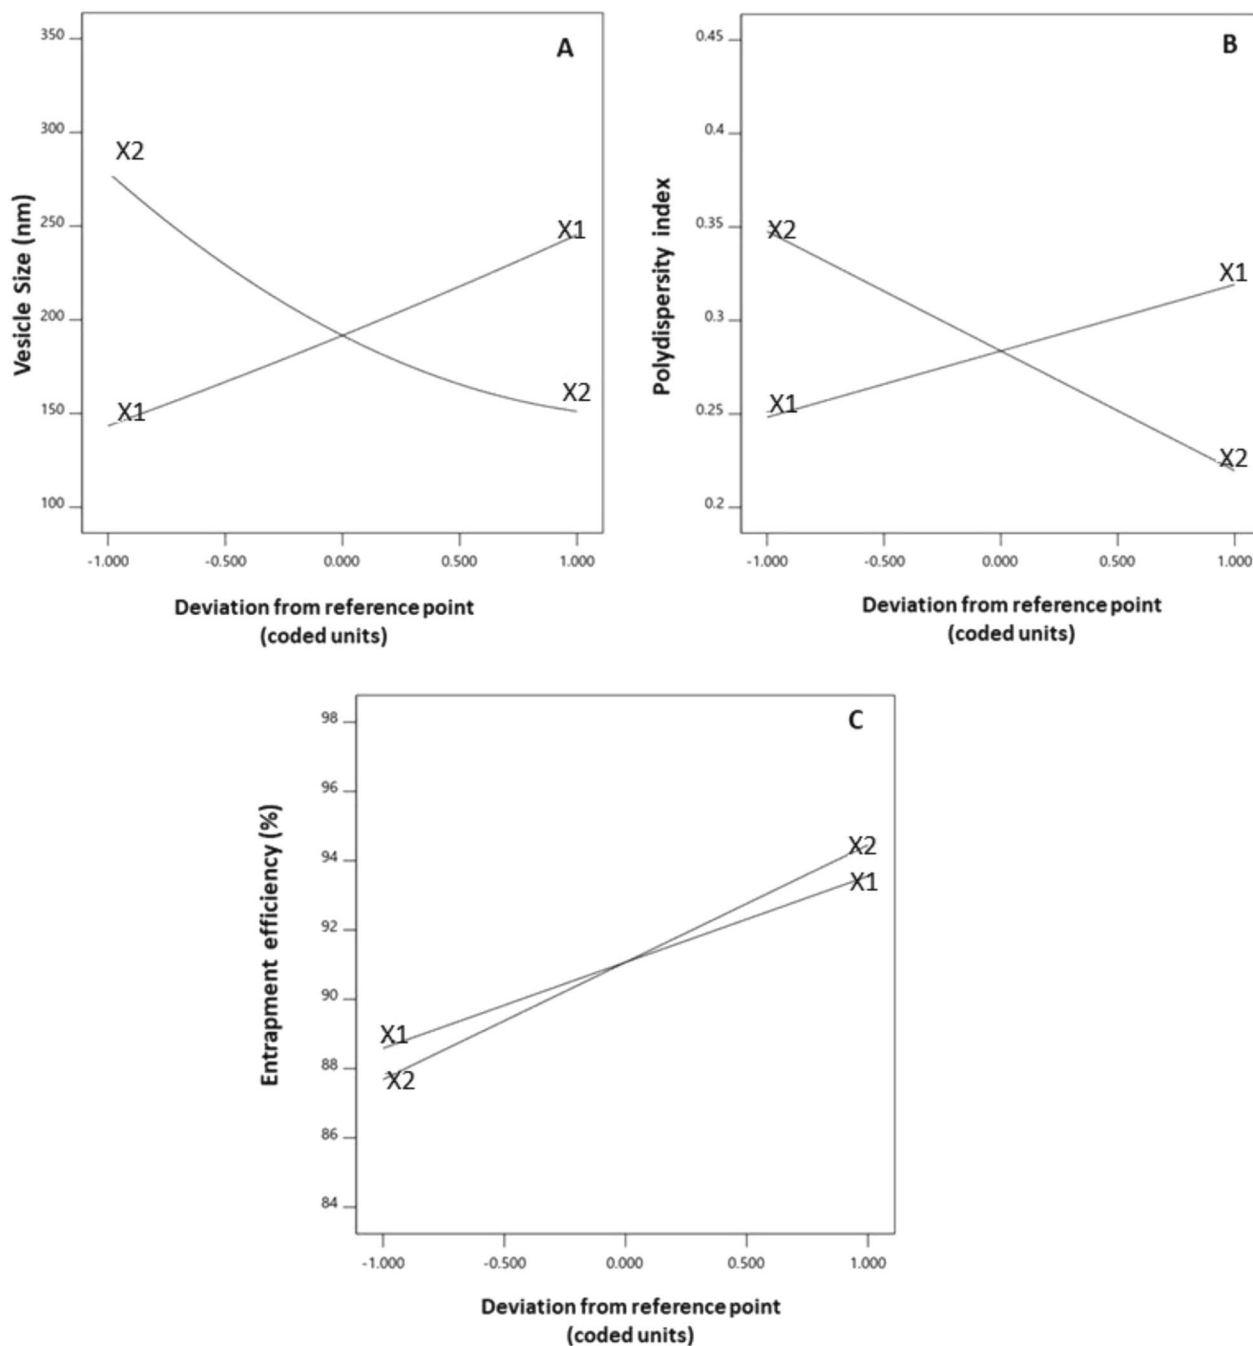 A
350
300
250
200
150
100
Vesicle Size (nm)
X2
X1
X1
X2
-1.000 -0.500 0.000 0.500 1.000
Deviation from reference point
(coded units)
B
0.45
0.4
0.35
0.3
0.25
0.2
Polydispersity index
X2
X1
X1
X2
-1.000 -0.500 0.000 0.500 1.000
Deviation from reference point
(coded units)
C
98
96
94
92
90
88
86
84
Entrapment efficiency (%)
X2
X1
X1
X2
-1.000 -0.500 0.000 0.500 1.000
Deviation from reference point
(coded units)